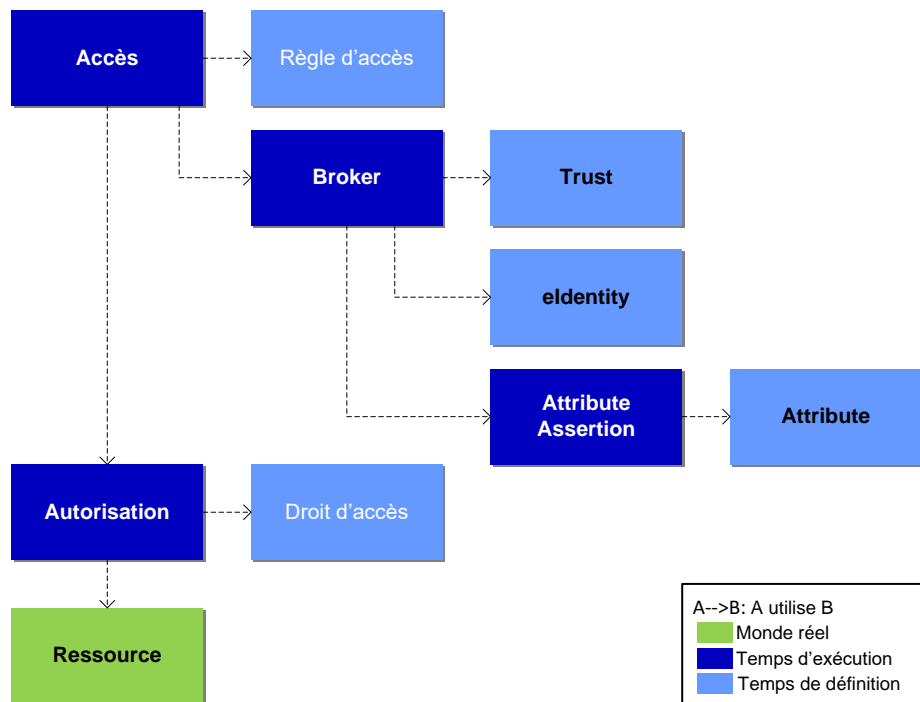 Accès
Règle d'accès
Broker
Trust
eIdentity
Attribute
Assertion
Attribute
Autorisation
Droit d'accès
Ressource
A-->B: A utilise B
Monde réel
Temps d'exécution
Temps de définition